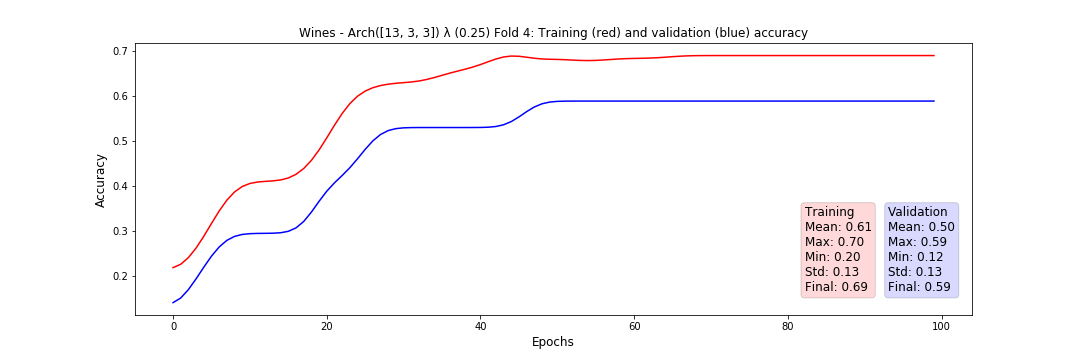 Wines - Arch([13, 3, 3]) λ (0.25) Fold 4: Training (red) and validation (blue) accuracy
Accuracy
0.7
0.6
0.5
0.4
0.3
0.2
Training
Mean: 0.61
Max: 0.70
Min: 0.20
Std: 0.13
Final: 0.69
Validation
Mean: 0.50
Max: 0.59
Min: 0.12
Std: 0.13
Final: 0.59
0
20
40
60
80
100
Epochs